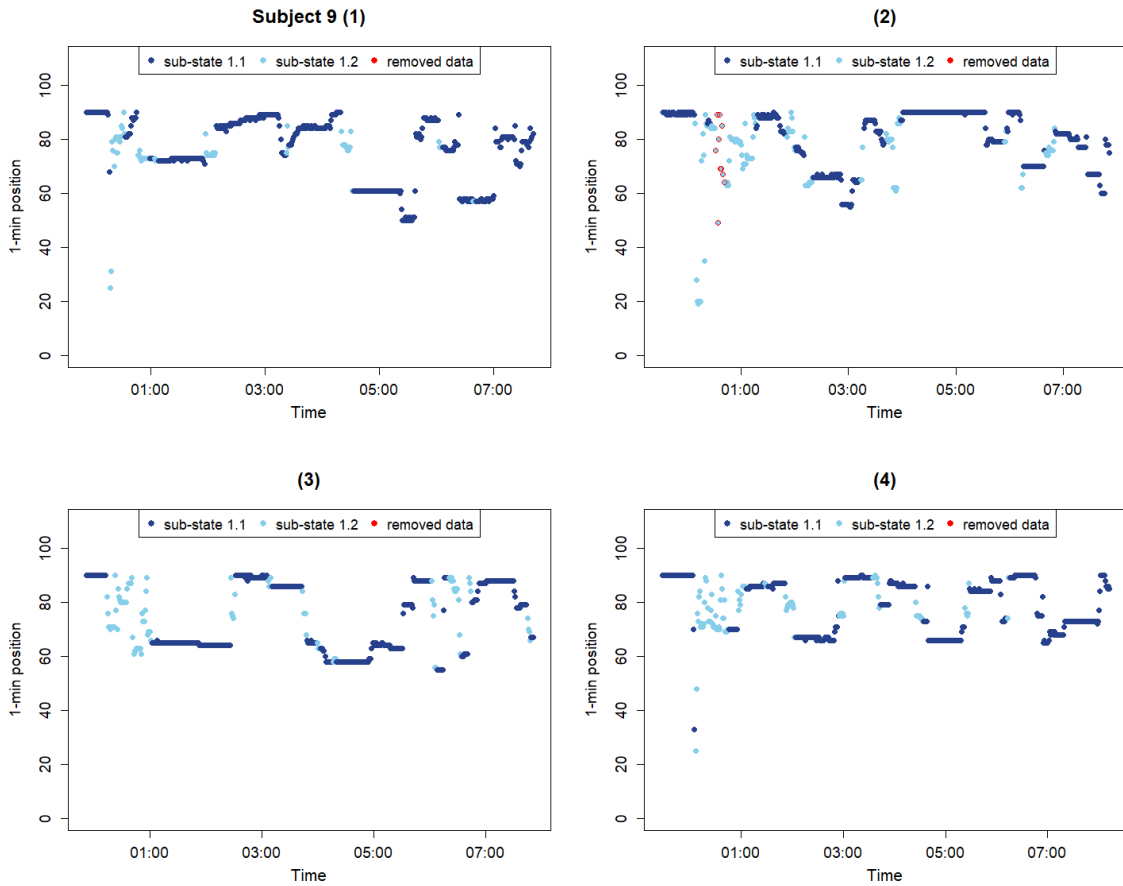 Subject 9 (1)
sub-state 1.1 sub-state 1.2 removed data
1-min position
100
80
60
40
20
0
01:00 03:00 05:00 07:00
Time
(2)
sub-state 1.1 sub-state 1.2 removed data
1-min position
100
80
60
40
20
0
01:00 03:00 05:00 07:00
Time
(3)
sub-state 1.1 sub-state 1.2 removed data
1-min position
100
80
60
40
20
0
01:00 03:00 05:00 07:00
Time
(4)
sub-state 1.1 sub-state 1.2 removed data
1-min position
100
80
60
40
20
0
01:00 03:00 05:00 07:00
Time